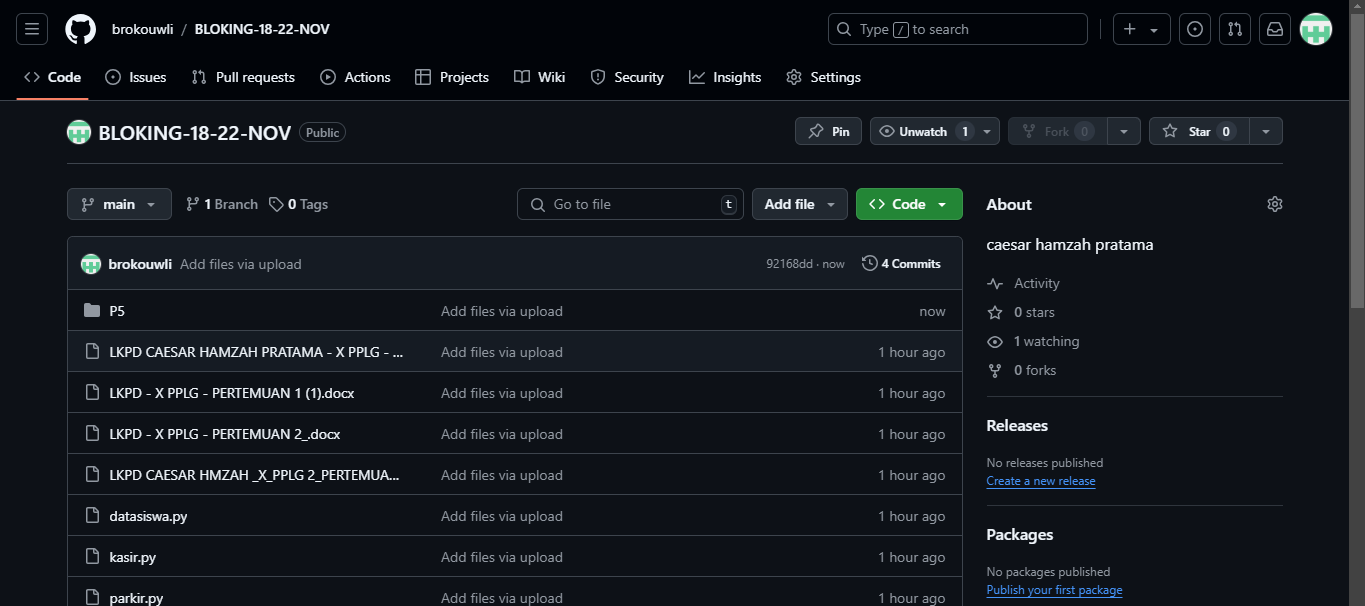 brokouwli / BLOKING-18-22-NOV
Type / to search
Code Issues Pull requests Actions Projects Wiki Security Insights Settings
BLOKING-18-22-NOV Public
Pin Unwatch 1 Fork 0 Star 0
main 1 Branch 0 Tags Go to file t Add file Code
brokouwli Add files via upload 92168dd · now 4 Commits
P5 Add files via upload now
LKPD CAESAR HAMZAH PRATAMA - X PPLG - ... Add files via upload 1 hour ago
LKPD - X PPLG - PERTEMUAN 1 (1).docx Add files via upload 1 hour ago
LKPD - X PPLG - PERTEMUAN 2_.docx Add files via upload 1 hour ago
LKPD CAESAR HMZAH _X_PPLG 2_PERTEMUA... Add files via upload 1 hour ago
datasiswa.py Add files via upload 1 hour ago
kasir.py Add files via upload 1 hour ago
parkir.py Add files via upload 1 hour ago
About
caesar hamzah pratama
Activity
0 stars
1 watching
0 forks
Releases
No releases published
Create a new release
Packages
No packages published
Publish your first package